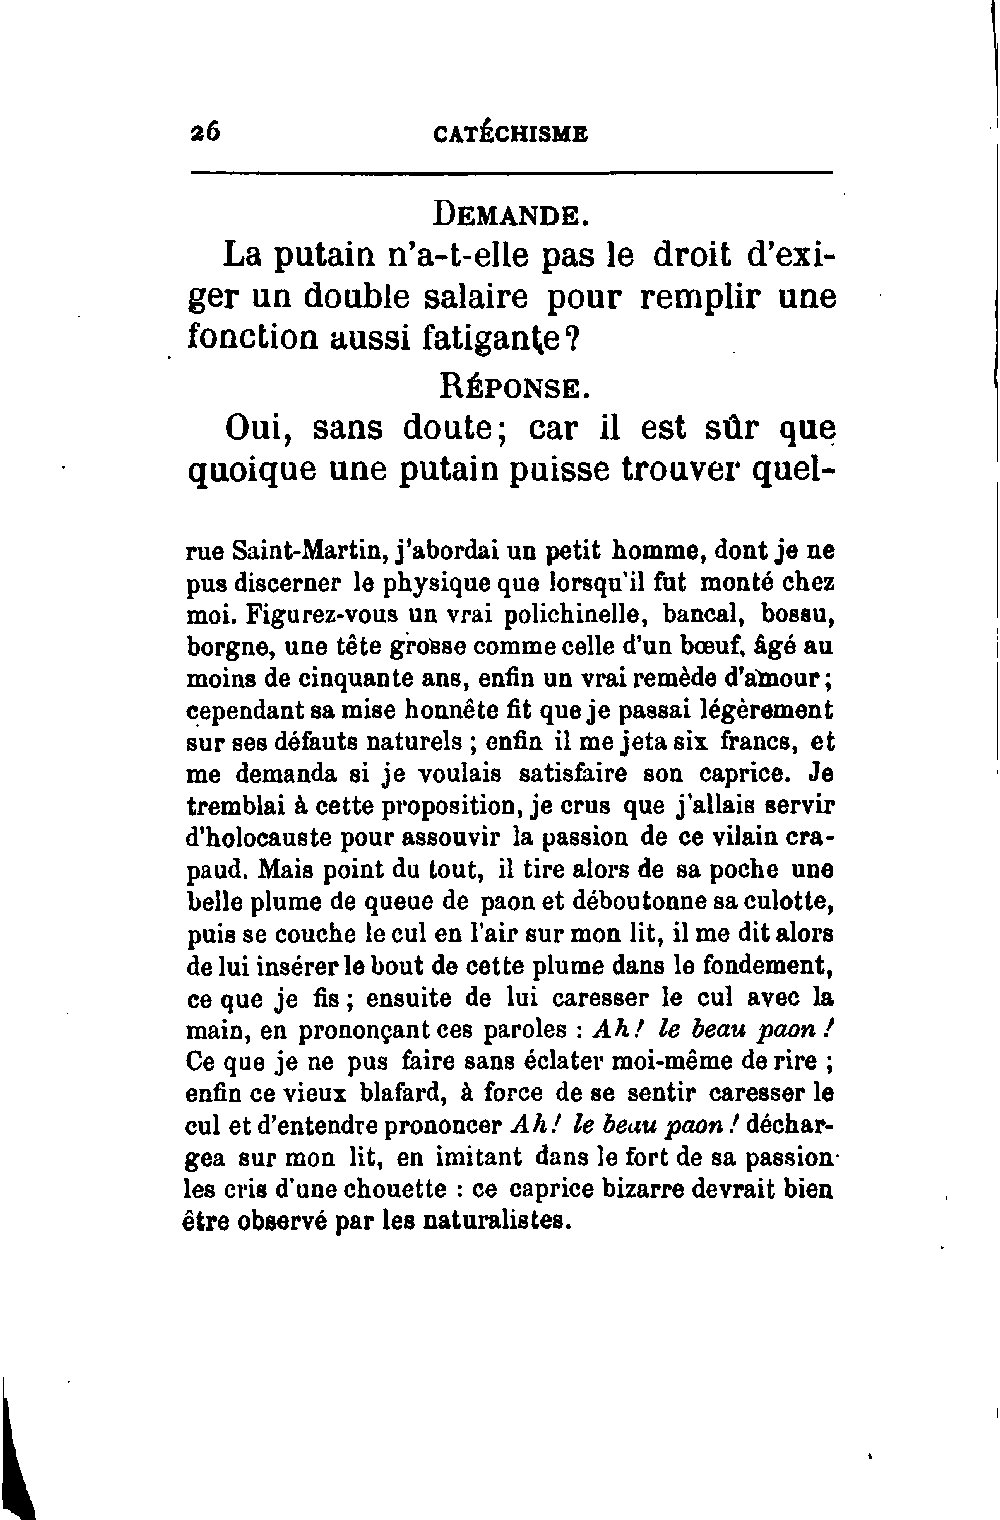 26 CATÉCHISME
DEMANDE.
La putain n'a-t-elle pas le droit d'exi-
ger un double salaire pour remplir une
fonction aussi fatigante?
RÉPONSE.
Oui, sans doute; car il est sûr que
quoique une putain puisse trouver quel-
rue Saint-Martin, j'abordai un petit homme, dont je ne
pus discerner le physique que lorsqu'il fut monté chez
moi. Figurez-vous un vrai polichinelle, bancal, bossu,
borgne, une tête grosse comme celle d'un bœuf, âgé au
moins de cinquante ans, enfin un vrai remède d'amour;
cependant sa mise honnête fit que je passai légèrement
sur ses défauts naturels ; enfin il me jeta six francs, et
me demanda si je voulais satisfaire son caprice. Je
tremblai à cette proposition, je crus que j'allais servir
d'holocauste pour assouvir la passion de ce vilain cra-
paud. Mais point du tout, il tire alors de sa poche une
belle plume de queue de paon et déboutonne sa culotte,
puis se couche le cul en l'air sur mon lit, il me dit alors
de lui insérer le bout de cette plume dans le fondement,
ce que je fis ; ensuite de lui caresser le cul avec la
main, en prononçant ces paroles : Ah! le beau paon !
Ce que je ne pus faire sans éclater moi-même de rire ;
enfin ce vieux blafard, à force de se sentir caresser le
cul et d'entendre prononcer Ah! le beau paon ! déchar-
gea sur mon lit, en imitant dans le fort de sa passion
les cris d'une chouette : ce caprice bizarre devrait bien
être observé par les naturalistes.